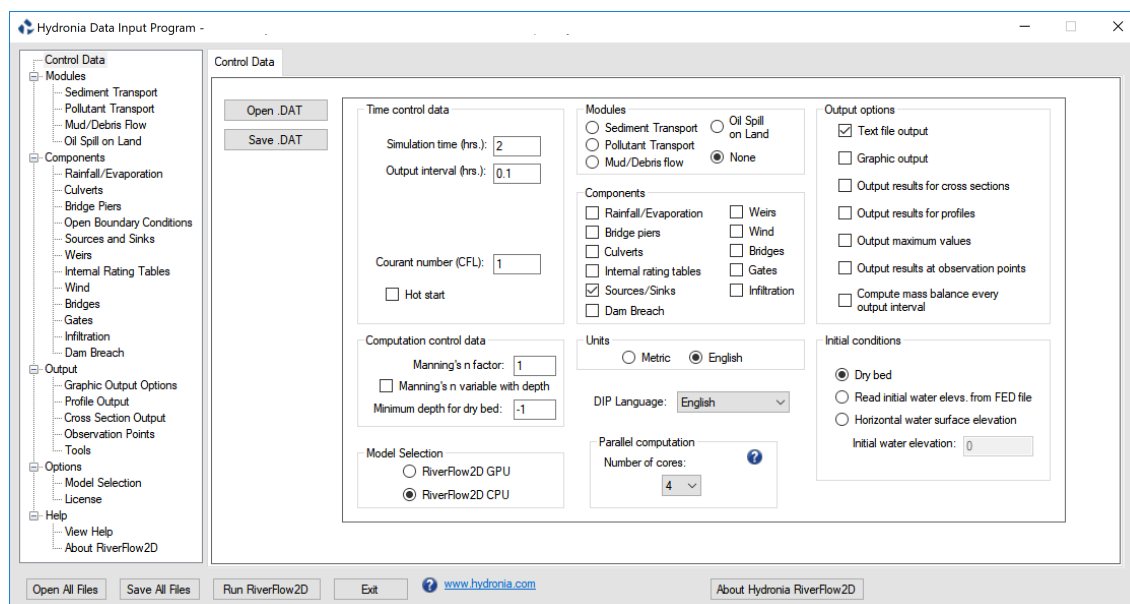 Hydronia Data Input Program -
Control Data
Modules
Sediment Transport
Pollutant Transport
Mud/Debris Flow
Oil Spill on Land
Components
Rainfall/Evaporation
Culverts
Bridge Piers
Open Boundary Conditions
Sources and Sinks
Weirs
Internal Rating Tables
Wind
Bridges
Gates
Infiltration
Dam Breach
Output
Graphic Output Options
Profile Output
Cross Section Output
Observation Points
Tools
Options
Model Selection
License
Help
View Help
About RiverFlow2D
Control Data
Open .DAT
Save .DAT
Time control data
Simulation time (hrs.): 2
Output interval (hrs.): 0.1
Courant number (CFL): 1
Hot start
Computation control data
Manning's n factor: 1
Manning's n variable with depth
Minimum depth for dry bed: -1
Model Selection
RiverFlow2D GPU
RiverFlow2D CPU
Modules
Sediment Transport
Pollutant Transport
Mud/Debris flow
Oil Spill
on Land
None
Components
Rainfall/Evaporation
Bridge piers
Culverts
Internal rating tables
Sources/Sinks
Dam Breach
Weirs
Wind
Bridges
Gates
Infiltration
Units
Metric English
DIP Language: English
Parallel computation
Number of cores:
4
Output options
Text file output
Graphic output
Output results for cross sections
Output results for profiles
Output maximum values
Output results at observation points
Compute mass balance every
output interval
Initial conditions
Dry bed
Read initial water elevs. from FED file
Horizontal water surface elevation
Initial water elevation: 0
Open All Files Save All Files Run RiverFlow2D Exit www.hydronia.com About Hydronia RiverFlow2D